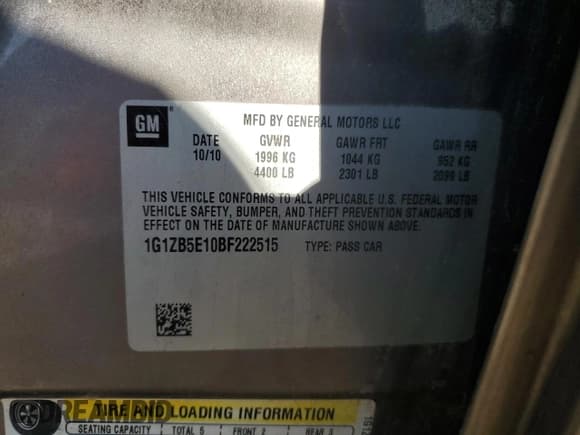 GM
MFD BY GENERAL MOTORS LLC
DATE GVWR GAWR FRT GAWR RR
10/10 1996 KG 1044 KG 952 KG
4400 LB 2301 LB 2099 LB
THIS VEHICLE CONFORMS TO ALL APPLICABLE U.S. FEDERAL MOTOR
VEHICLE SAFETY, BUMPER, AND THEFT PREVENTION STANDARDS IN
EFFECT ON THE DATE OF MANUFACTURE SHOWN ABOVE.
1G1ZB5E10BF222515 TYPE: PASS CAR
TIRE AND LOADING INFORMATION
SEATING CAPACITY TOTAL 5 FRONT 2 REAR 3
DREAMBID